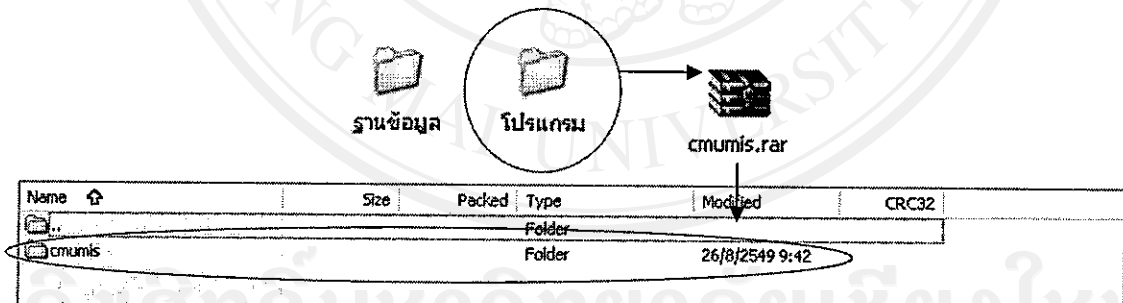 ฐานข้อมูล
โปรแกรม
cmumis.rar
Name Size Packed Type Modified CRC32
.. Folder
cmumis Folder 26/8/2549 9:42